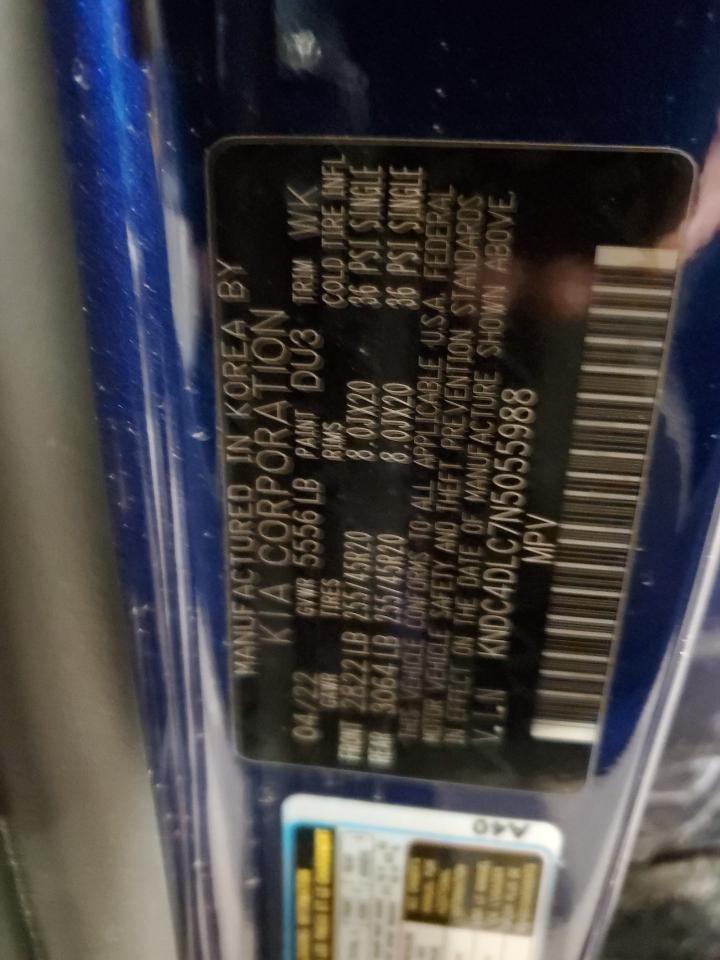 MANUFACTURED IN KOREA BY
KIA CORPORATION
04/22 GVWR 5556 LB PAINT DU3 TRIM WK
GAWR TIRES RIMS COLD TIRE INFL
FRONT 2822 LB 255/45R20 8.0JX20 36 PSI SINGLE
REAR 3064 LB 255/45R20 8.0JX20 36 PSI SINGLE
THIS VEHICLE CONFORMS TO ALL APPLICABLE U.S.A. FEDERAL
MOTOR VEHICLE SAFETY AND THEFT PREVENTION STANDARDS
IN EFFECT ON THE DATE OF MANUFACTURE SHOWN ABOVE.
V.I.N KNDC4DLC7N5055988
MPV
A40